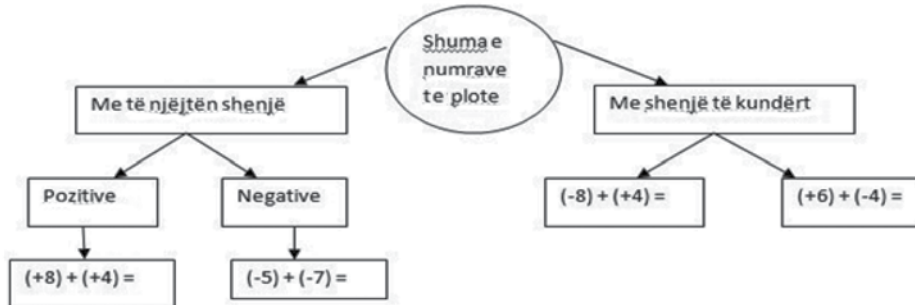 Shuma e
numrave
te plote
Me të njëjtën shenjë
Me shenjë të kundërt
Pozitive
Negative
(-8) + (+4) =
(+6) + (-4) =
(+8) + (+4) =
(-5) + (-7) =